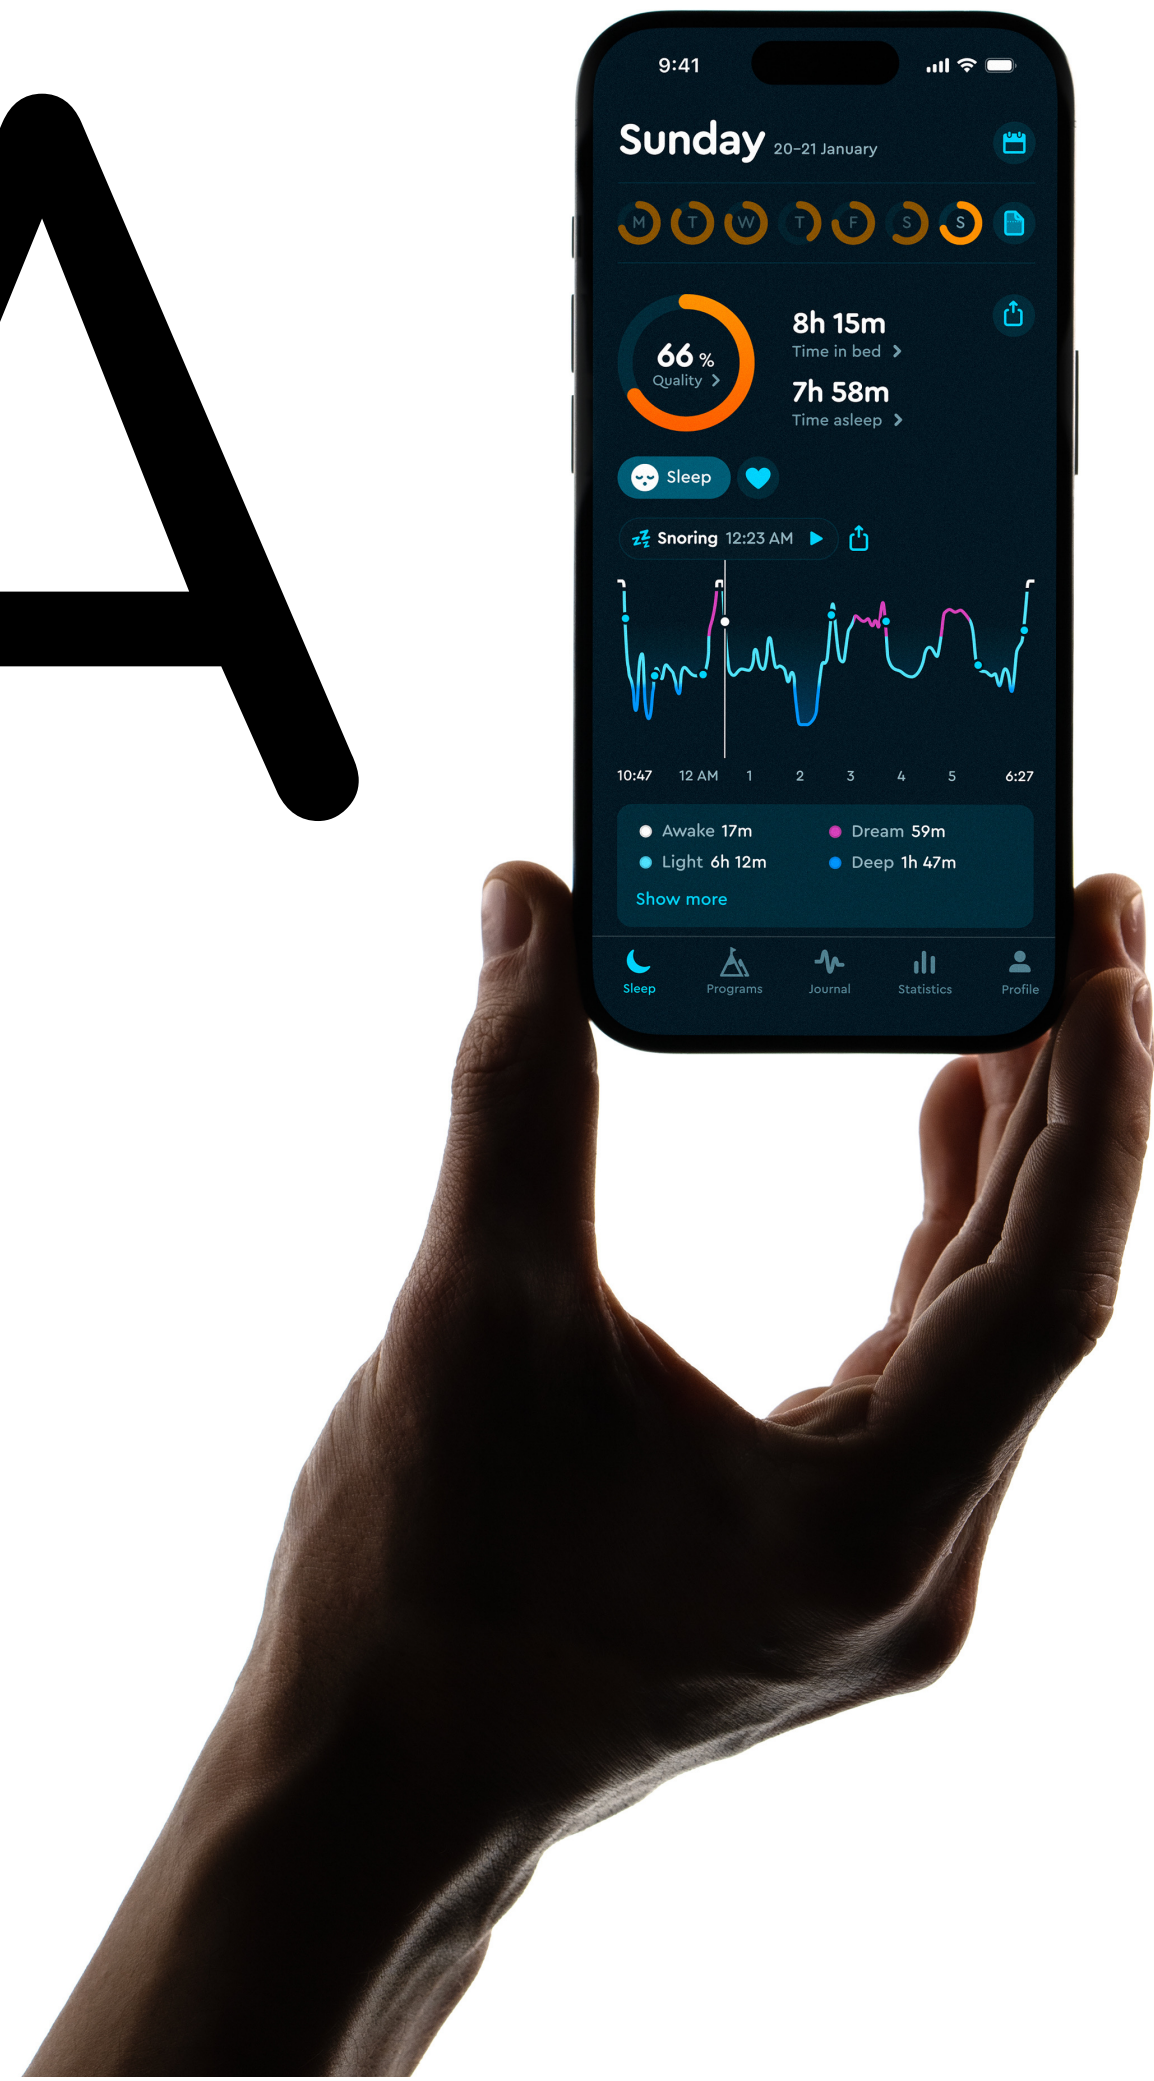 A
9:41
Sunday 20–21 January
M T W T F S S
66 %
Quality
8h 15m
Time in bed
7h 58m
Time asleep
Sleep
Snoring 12:23 AM
10:47 12 AM 1 2 3 4 5 6:27
Awake 17m Dream 59m
Light 6h 12m Deep 1h 47m
Show more
Sleep Programs Journal Statistics Profile